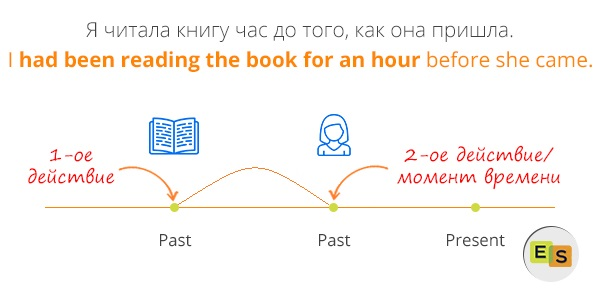 Я читала книгу час до того, как она пришла.
I had been reading the book for an hour before she came.
1-ое
действие
2-ое действие/
момент времени
Past
Past
Present
E S